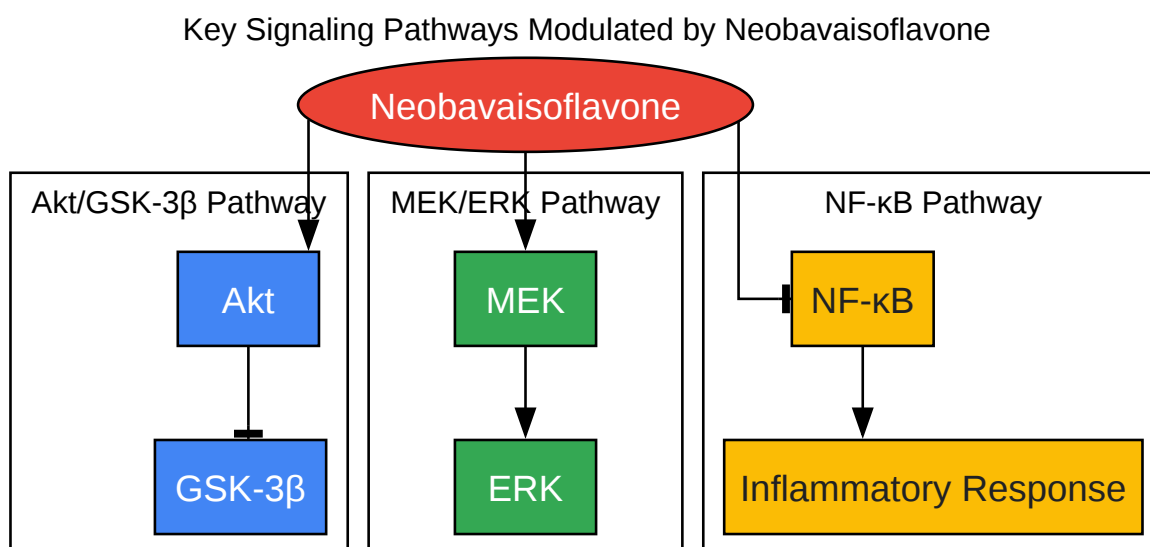 Key Signaling Pathways Modulated by Neobavaisoflavone
Neobavaisoflavone
Akt/GSK-3β Pathway
MEK/ERK Pathway
NF-κB Pathway
Akt
MEK
NF-κB
GSK-3β
ERK
Inflammatory Response